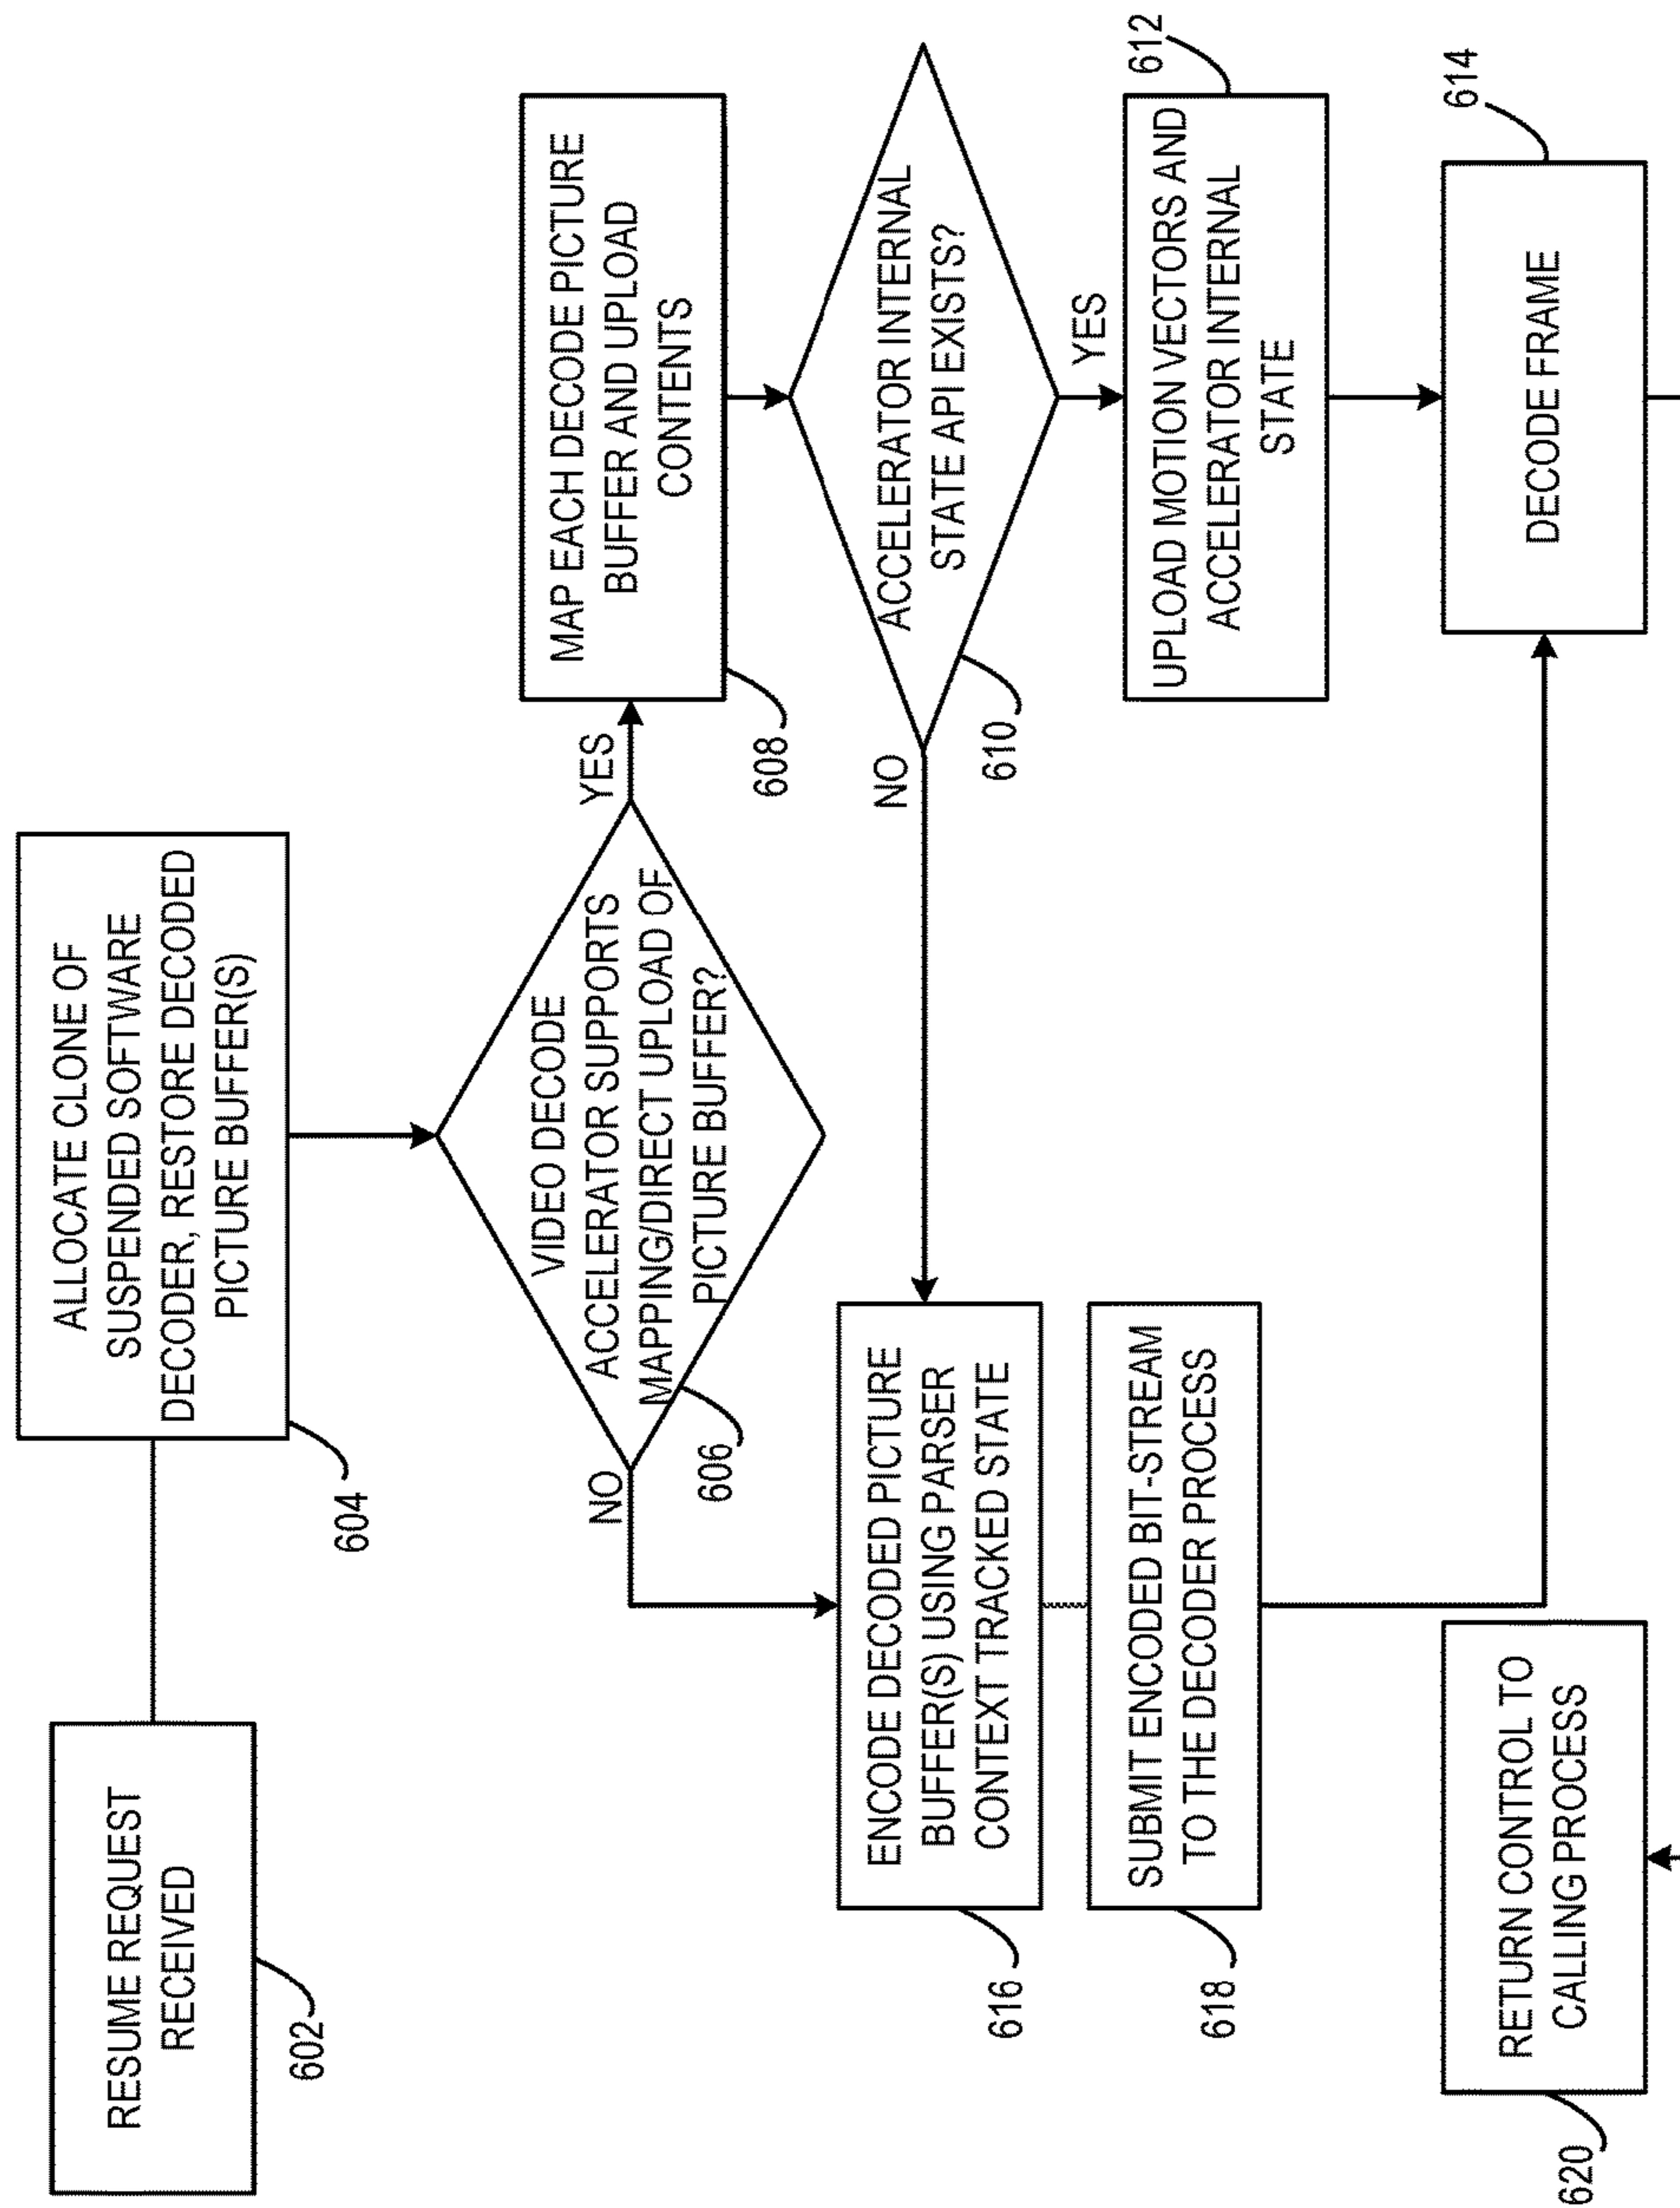 RESUME REQUEST
RECEIVED
602
ALLOCATE CLONE OF
SUSPENDED SOFTWARE
DECODER, RESTORE DECODED
PICTURE BUFFER(S)
604
VIDEO DECODE
ACCELERATOR SUPPORTS
MAPPING/DIRECT UPLOAD OF
PICTURE BUFFER?
606
NO
YES
MAP EACH DECODE PICTURE
BUFFER AND UPLOAD
CONTENTS
608
ACCELERATOR INTERNAL
STATE API EXISTS?
610
NO
YES
UPLOAD MOTION VECTORS AND
ACCELERATOR INTERNAL
STATE
612
DECODE FRAME
614
ENCODE DECODED PICTURE
BUFFER(S) USING PARSER
CONTEXT TRACKED STATE
616
SUBMIT ENCODED BIT-STREAM
TO THE DECODER PROCESS
618
RETURN CONTROL TO
CALLING PROCESS
620